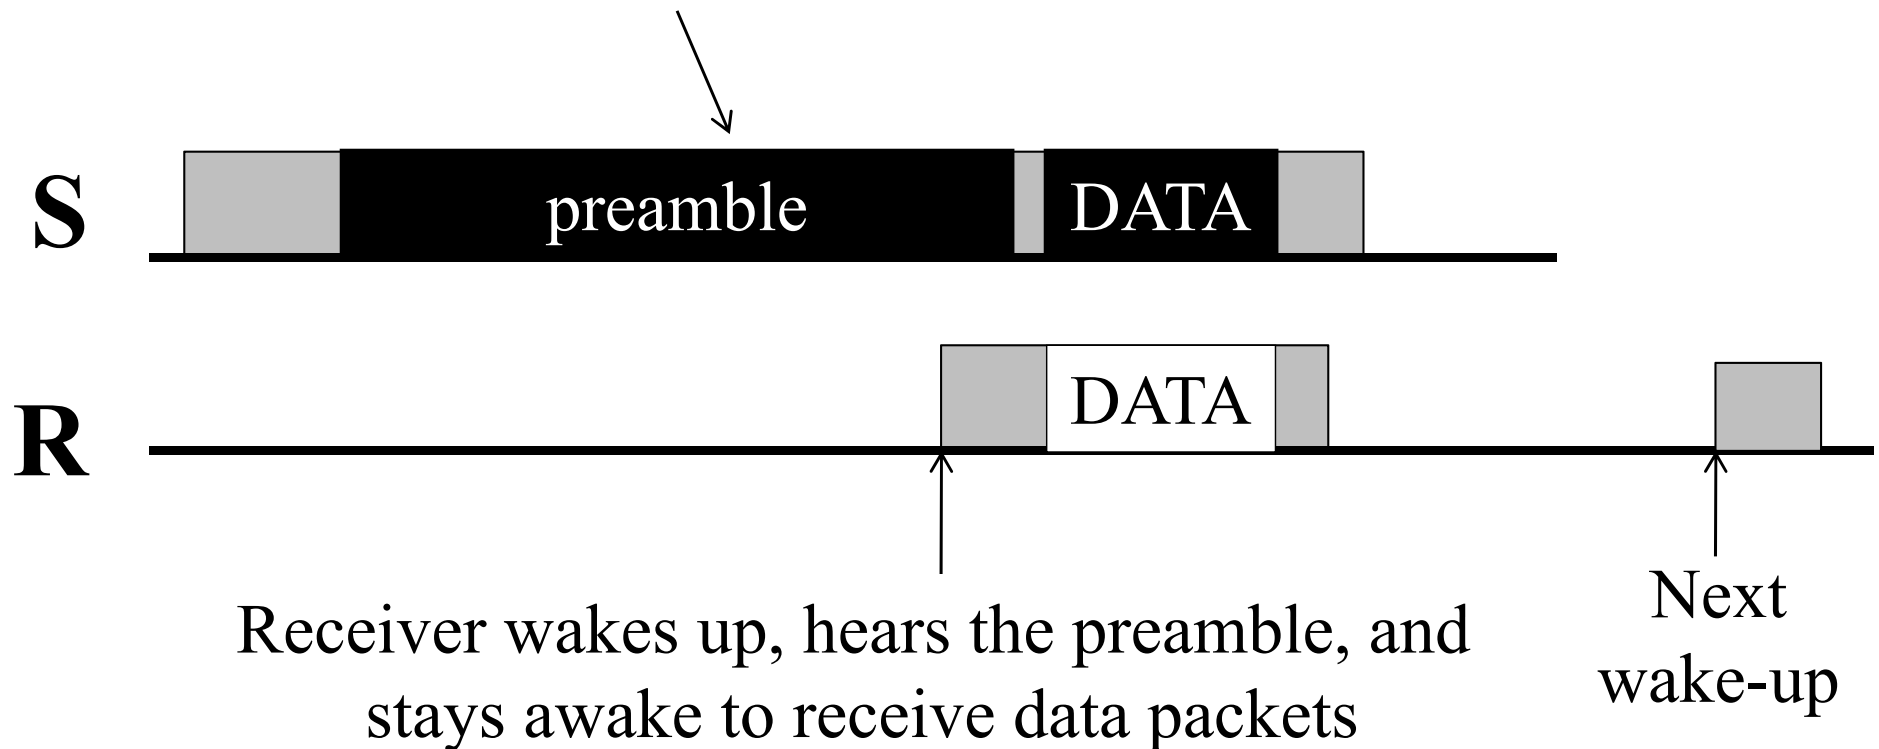 S
preamble
DATA
R
DATA
Receiver wakes up, hears the preamble, and
stays awake to receive data packets
Next
wake-up